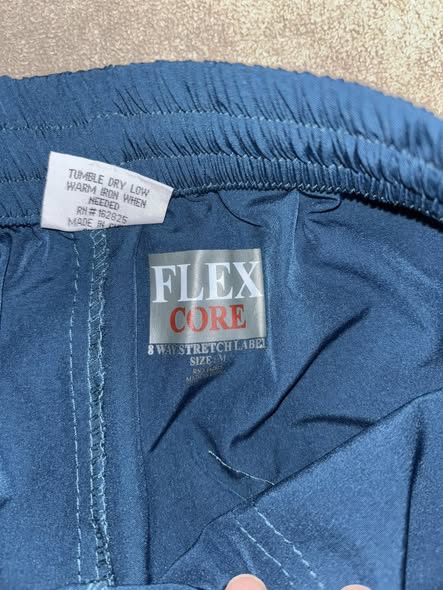 TUMBLE DRY LOW
WARM IRON WHEN
NEEDED
RN# 162825
MADE IN
FLEX
CORE
8 WAY STRETCH LABEL
SIZE: M